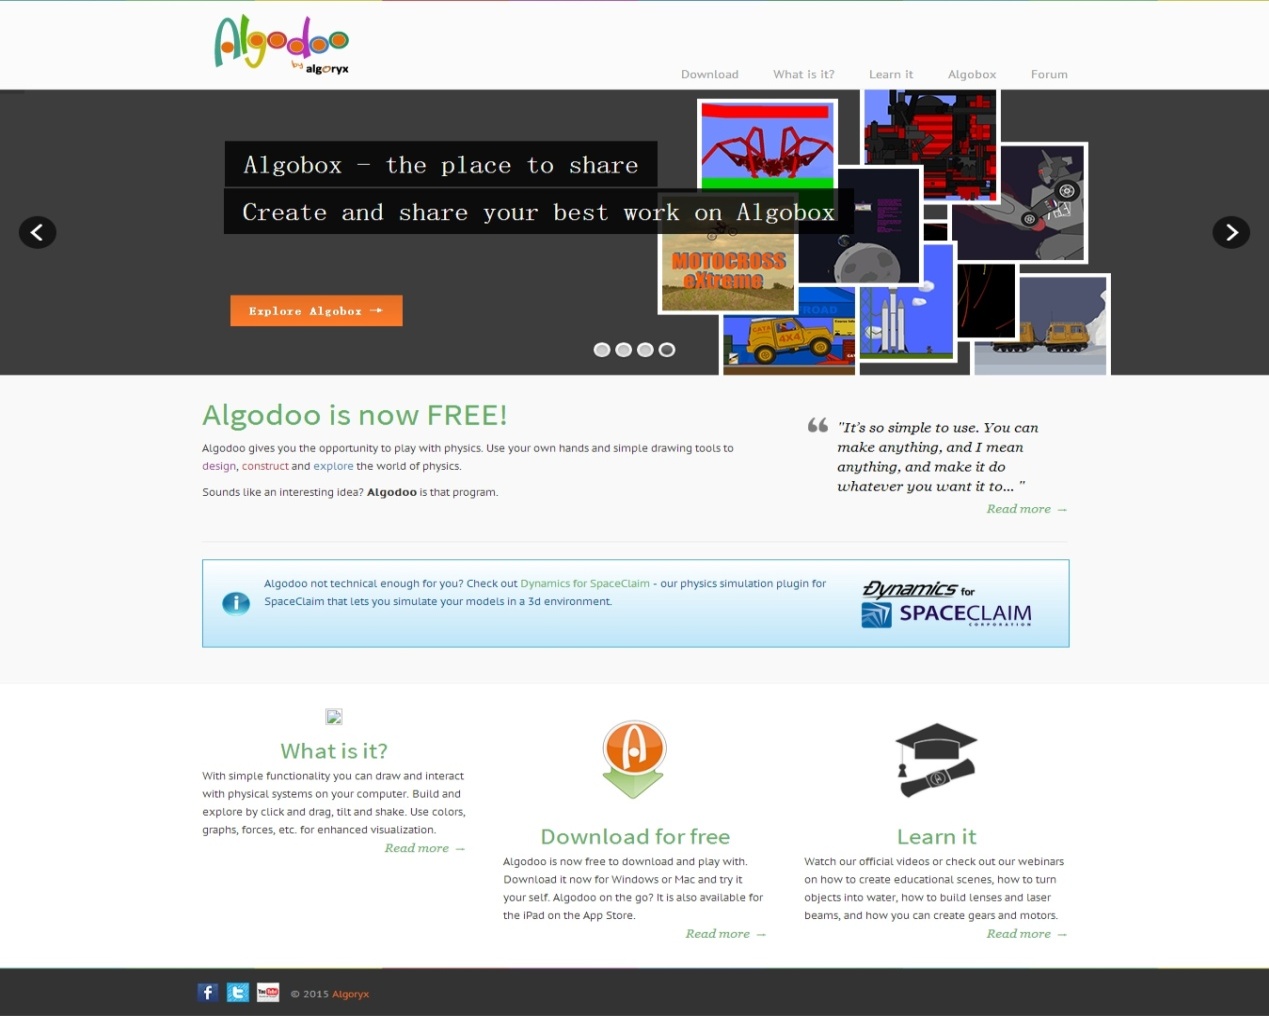 Algodoo
by algoryx
Download What is it? Learn it Algobox Forum
Algobox - the place to share
Create and share your best work on Algobox
Explore Algobox →
MOTOCROSS
eXtreme
CATA
4X4
Algodoo is now FREE!
Algodoo gives you the opportunity to play with physics. Use your own hands and simple drawing tools to
design, construct and explore the world of physics.
Sounds like an interesting idea? Algodoo is that program.
"It's so simple to use. You can
make anything, and I mean
anything, and make it do
whatever you want it to... "
Read more →
Algodoo not technical enough for you? Check out Dynamics for SpaceClaim - our physics simulation plugin for
SpaceClaim that lets you simulate your models in a 3d environment.
Dynamics for
SPACECLAIM
CORPORATION
What is it?
With simple functionality you can draw and interact
with physical systems on your computer. Build and
explore by click and drag, tilt and shake. Use colors,
graphs, forces, etc. for enhanced visualization.
Read more →
Download for free
Algodoo is now free to download and play with.
Download it now for Windows or Mac and try it
your self. Algodoo on the go? It is also available for
the iPad on the App Store.
Read more →
Learn it
Watch our official videos or check out our webinars
on how to create educational scenes, how to turn
objects into water, how to build lenses and laser
beams, and how you can create gears and motors.
Read more →
You Tube
© 2015 Algoryx